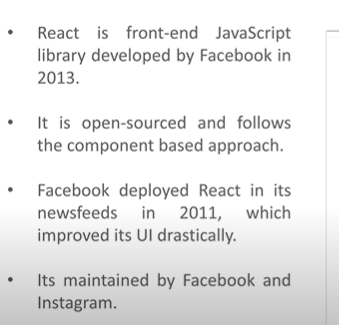 • React is front-end JavaScript
library developed by Facebook in
2013.
• It is open-sourced and follows
the component based approach.
• Facebook deployed React in its
newsfeeds in 2011, which
improved its UI drastically.
• Its maintained by Facebook and
Instagram.